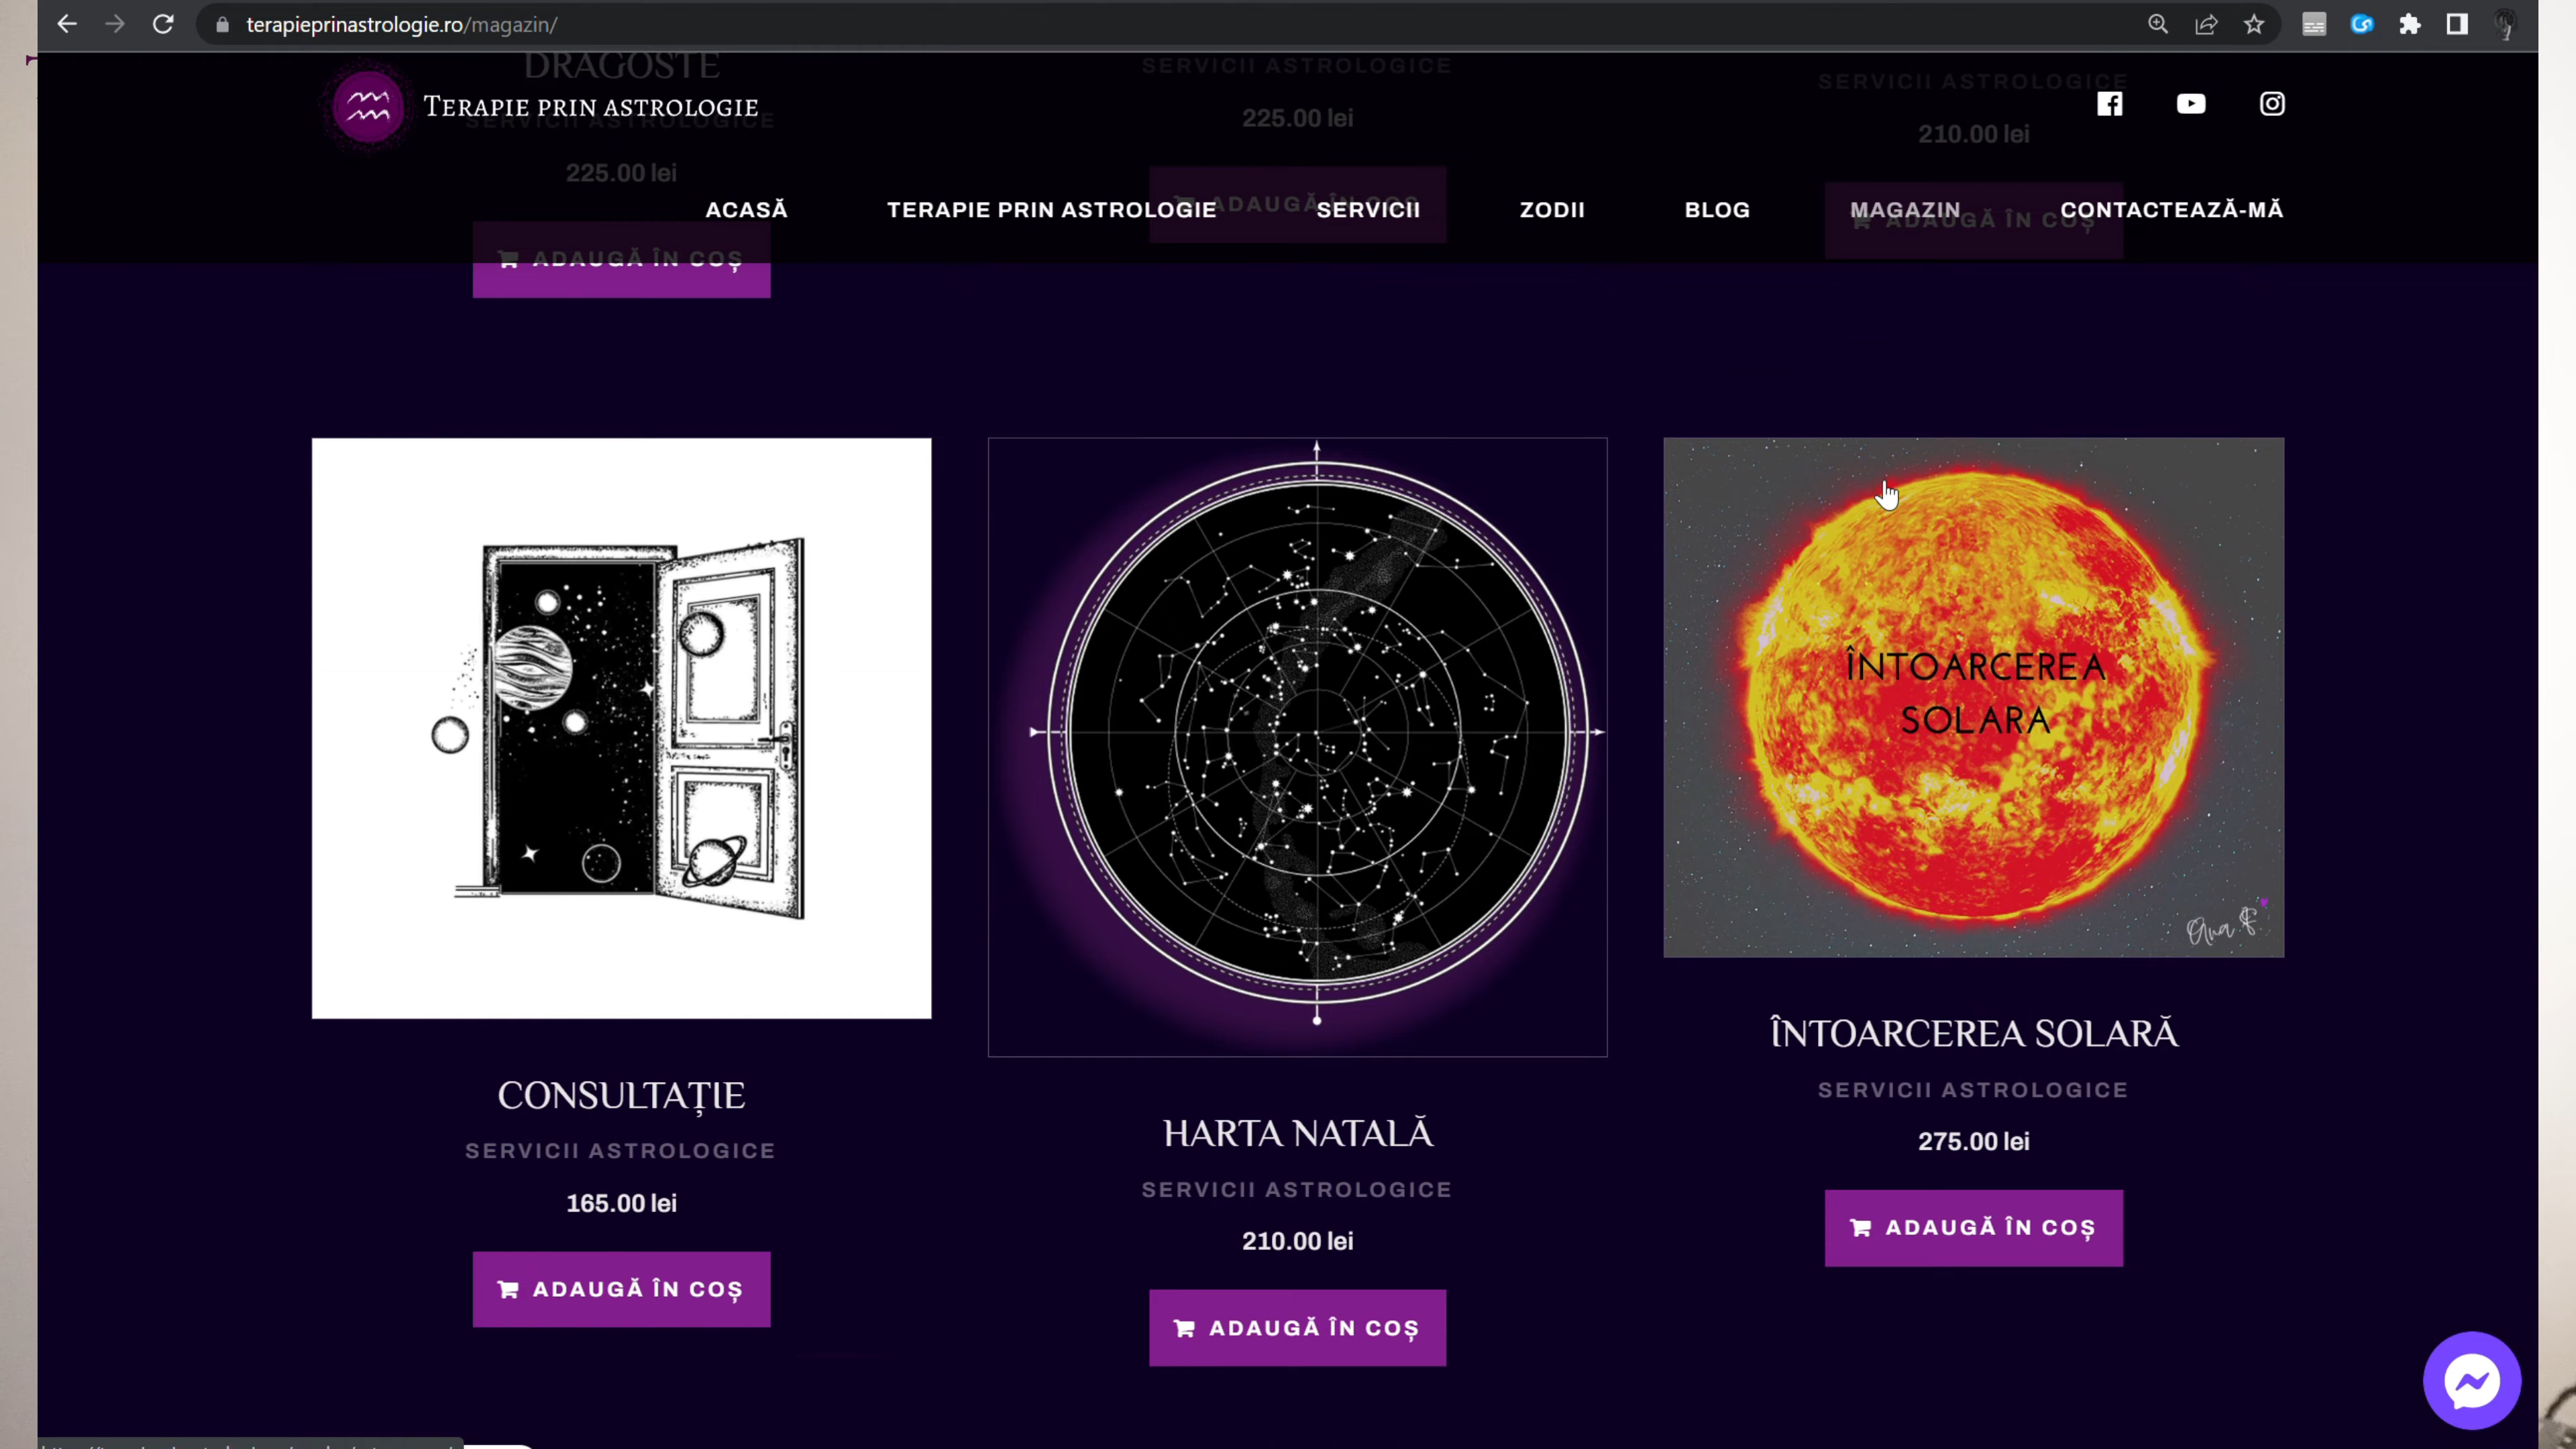 terapieprinastrologie.ro/magazin/
DRAGOSTE
SERVICII ASTROLOGICE
225.00 lei
ADAUGĂ ÎN COȘ
SERVICII ASTROLOGICE
225.00 lei
ADAUGĂ ÎN COȘ
SERVICII ASTROLOGICE
210.00 lei
ADAUGĂ ÎN COȘ
TERAPIE PRIN ASTROLOGIE
ACASĂ TERAPIE PRIN ASTROLOGIE SERVICII ZODII BLOG MAGAZIN CONTACTEAZĂ-MĂ
CONSULTAȚIE
SERVICII ASTROLOGICE
165.00 lei
ADAUGĂ ÎN COȘ
HARTA NATALĂ
SERVICII ASTROLOGICE
210.00 lei
ADAUGĂ ÎN COȘ
ÎNTOARCEREA
SOLARA
Ana F
ÎNTOARCEREA SOLARĂ
SERVICII ASTROLOGICE
275.00 lei
ADAUGĂ ÎN COȘ